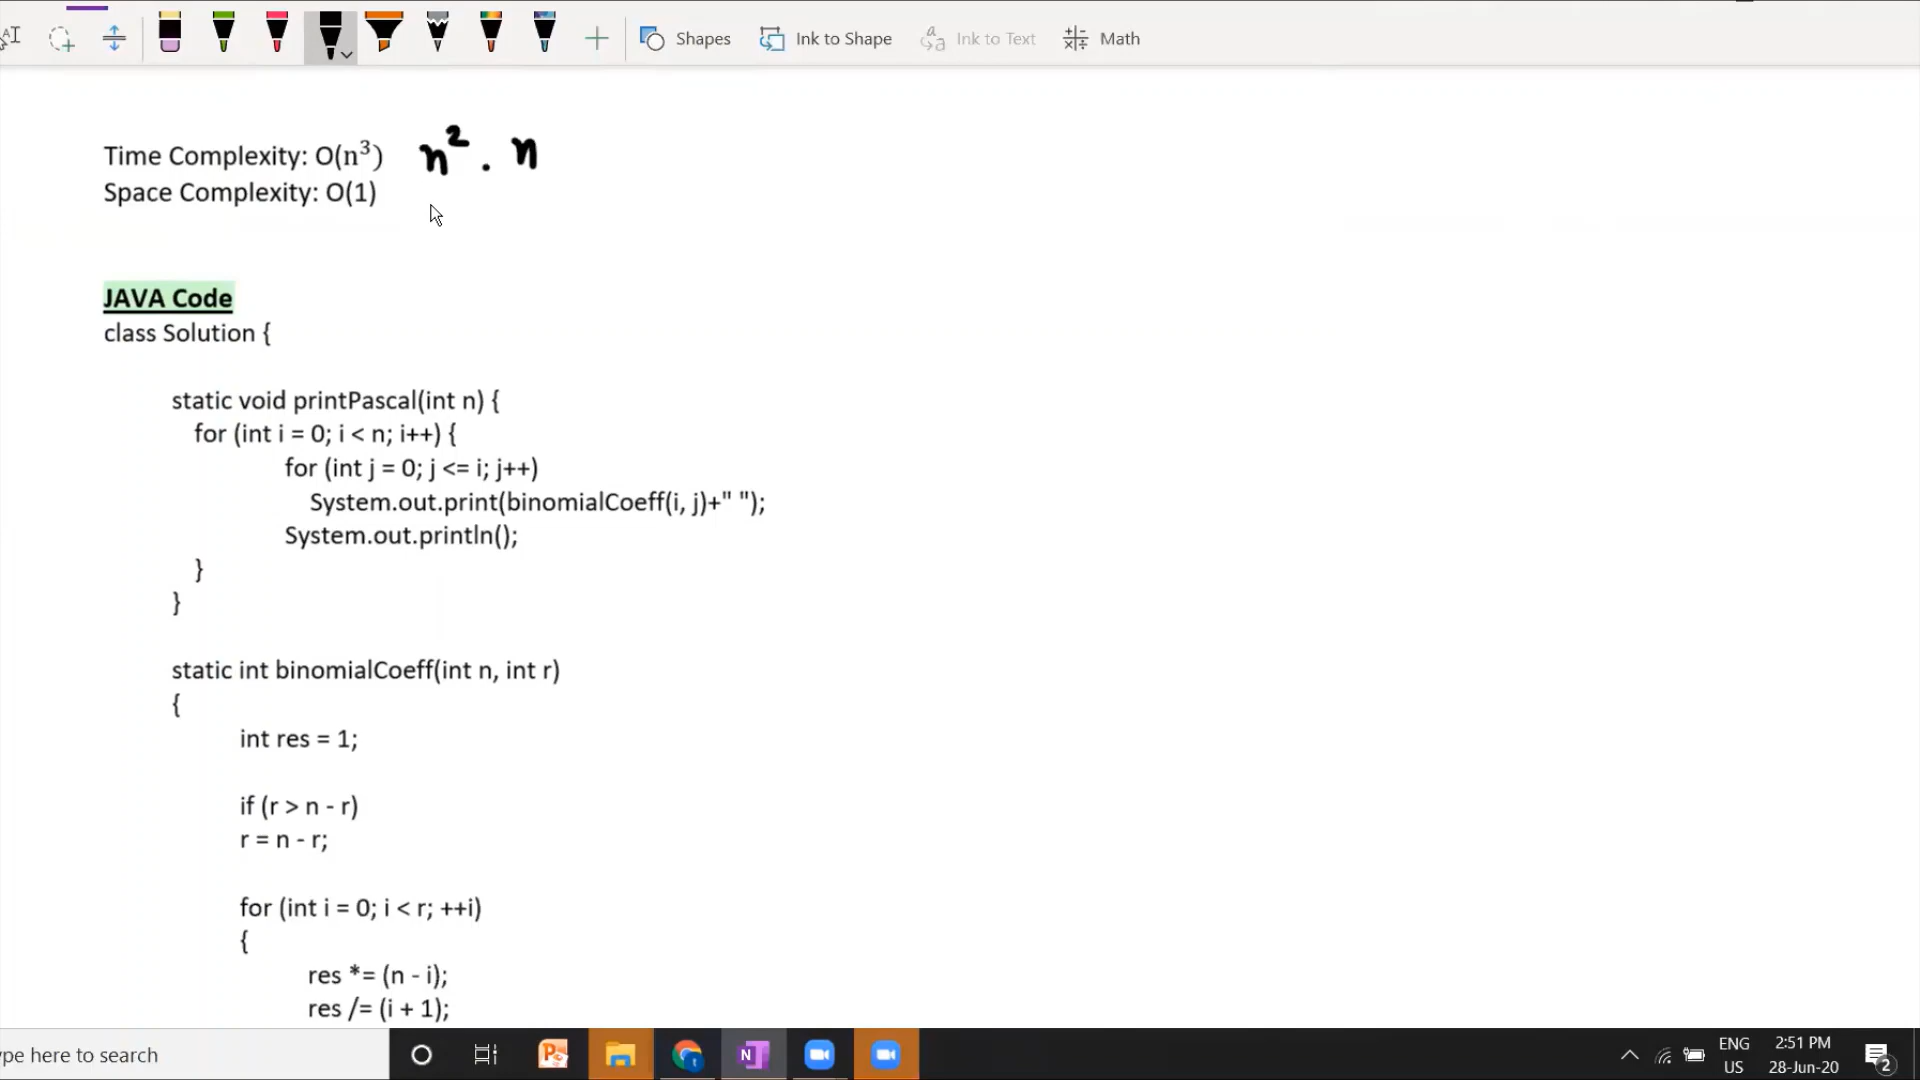 Shapes
Ink to Shape
Ink to Text
Math
Time Complexity: O(n³) n² . n
Space Complexity: O(1)
JAVA Code
class Solution {
static void printPascal(int n) {
for (int i = 0; i < n; i++) {
for (int j = 0; j <= i; j++)
System.out.print(binomialCoeff(i, j)+" ");
System.out.println();
}
}
static int binomialCoeff(int n, int r)
{
int res = 1;
if (r > n - r)
r = n - r;
for (int i = 0; i < r; ++i)
{
res *= (n - i);
res /= (i + 1);
ype here to search
ENG
US
2:51 PM
28-Jun-20
2